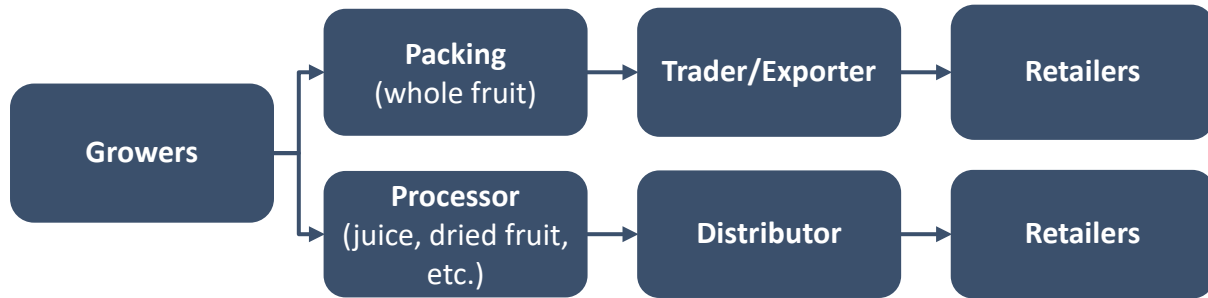 Growers
Packing
(whole fruit)
Trader/Exporter
Retailers
Processor
(juice, dried fruit,
etc.)
Distributor
Retailers